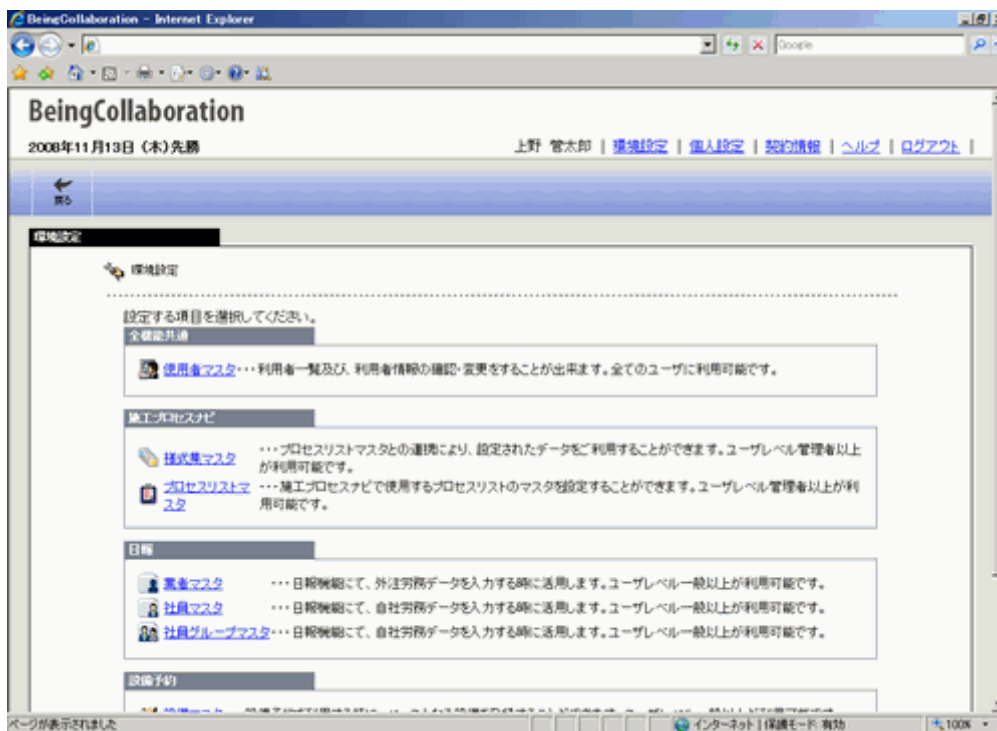 BeingCollaboration - Internet Explorer
Google
BeingCollaboration
2008年11月13日（木）先勝
上野 管太郎 | 環境設定 | 個人設定 | 契約情報 | ヘルプ | ログアウト |
戻る
環境設定
環境設定
設定する項目を選択してください。
全機能共通
使用者マスタ・・・利用者一覧及び、利用者情報の確認・変更をすることが出来ます。全てのユーザに利用可能です。
施工プロセスナビ
様式集マスタ ・・・プロセスリストマスタとの連携により、設定されたデータをご利用することができます。ユーザレベル管理者以上
が利用可能です。
プロセスリストマ ・・・施工プロセスナビで使用するプロセスリストのマスタを設定することができます。ユーザレベル管理者以上が利
スタ 用可能です。
日報
業者マスタ ・・・日報機能にて、外注労務データを入力する時に活用します。ユーザレベル一般以上が利用可能です。
社員マスタ ・・・日報機能にて、自社労務データを入力する時に活用します。ユーザレベル一般以上が利用可能です。
社員グループマスタ・・・日報機能にて、自社労務データを入力する時に活用します。ユーザレベル一般以上が利用可能です。
設備予約
ページが表示されました
インターネット | 保護モード: 有効
100%